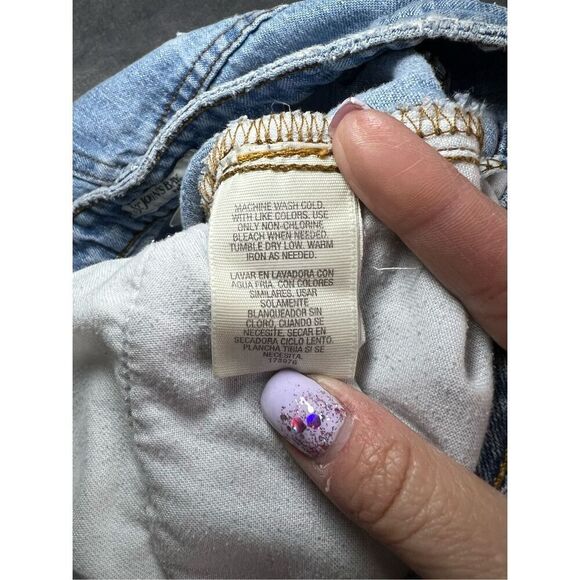 MACHINE WASH COLD.
WITH LIKE COLORS. USE
ONLY NON-CHLORINE
BLEACH WHEN NEEDED.
TUMBLE DRY LOW. WARM
IRON AS NEEDED.
LAVAR EN LAVADORA CON
AGUA FRIA. CON COLORES
SIMILARES. USAR
SOLAMENTE
BLANQUEADOR SIN
CLORO, CUANDO SE
NECESITE. SECAR EN
SECADORA CICLO LENTO.
PLANCHA TIBIA SI SE
NECESITA.